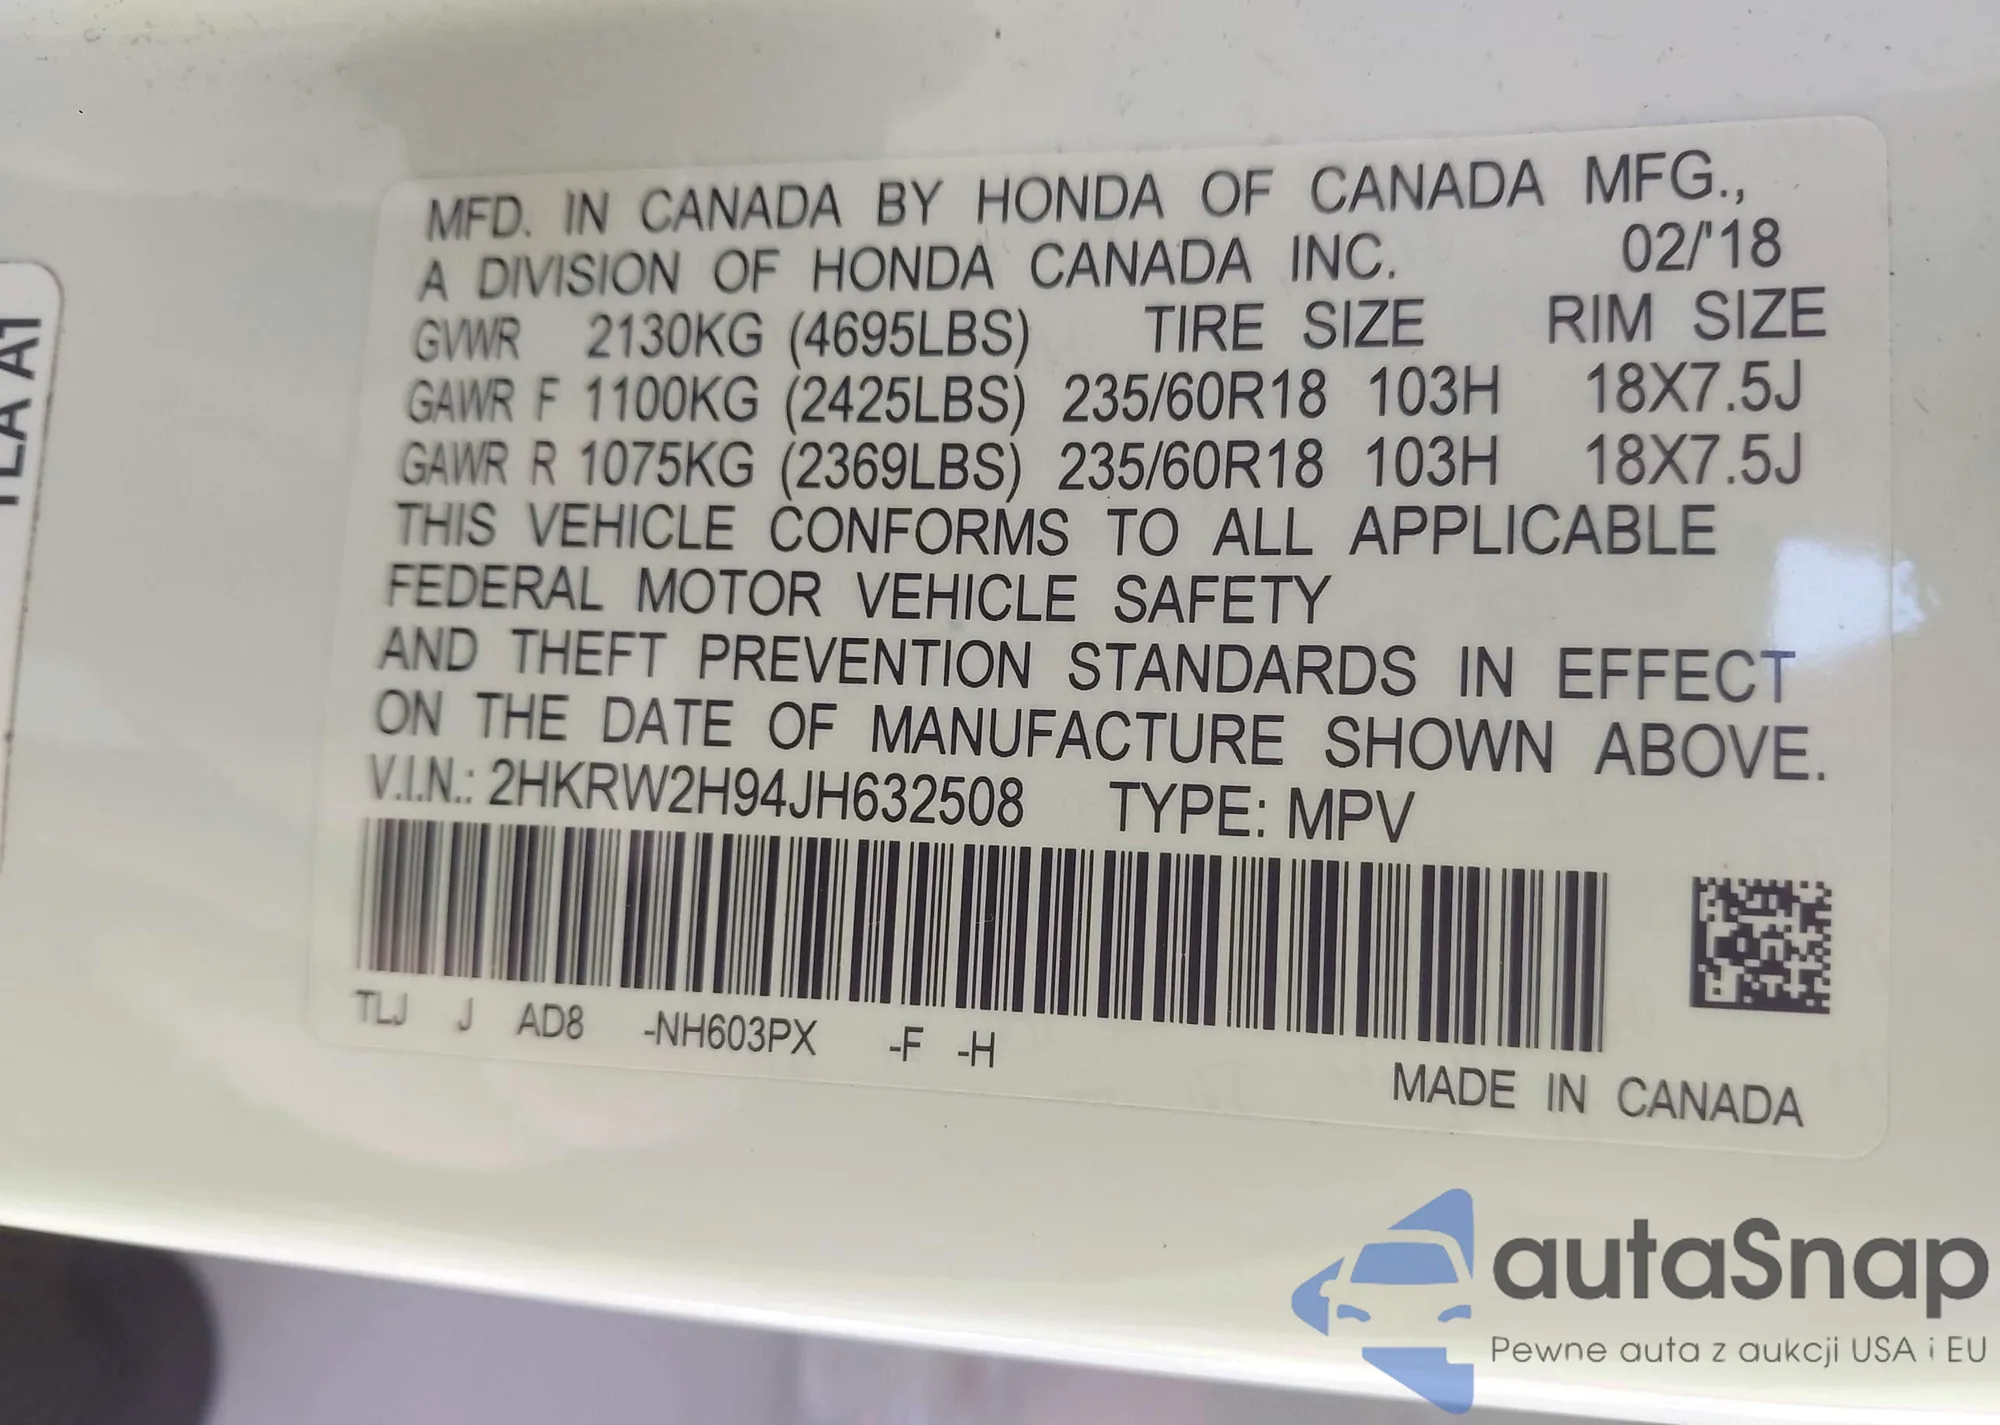 MFD. IN CANADA BY HONDA OF CANADA MFG.,
A DIVISION OF HONDA CANADA INC. 02/'18
GVWR 2130KG (4695LBS) TIRE SIZE RIM SIZE
GAWR F 1100KG (2425LBS) 235/60R18 103H 18X7.5J
GAWR R 1075KG (2369LBS) 235/60R18 103H 18X7.5J
THIS VEHICLE CONFORMS TO ALL APPLICABLE
FEDERAL MOTOR VEHICLE SAFETY
AND THEFT PREVENTION STANDARDS IN EFFECT
ON THE DATE OF MANUFACTURE SHOWN ABOVE.
V.I.N.: 2HKRW2H94JH632508 TYPE: MPV
TLJ J AD8 -NH603PX -F -H
MADE IN CANADA
TLA A1
autaSnap
Pewne auta z aukcji USA i EU